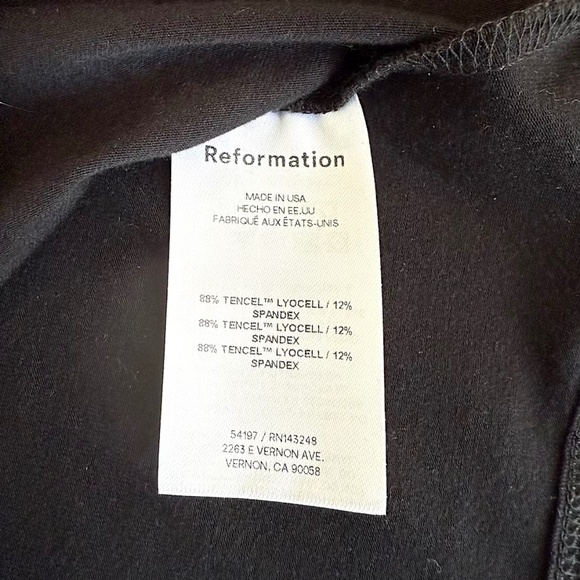 Reformation
MADE IN USA
HECHO EN EE.UU
FABRIQUÉ AUX ÉTATS-UNIS
88% TENCEL™ LYOCELL / 12%
SPANDEX
88% TENCEL™ LYOCELL / 12%
SPANDEX
88% TENCEL™ LYOCELL / 12%
SPANDEX
54197 / RN143248
2263 E VERNON AVE.
VERNON, CA 90058